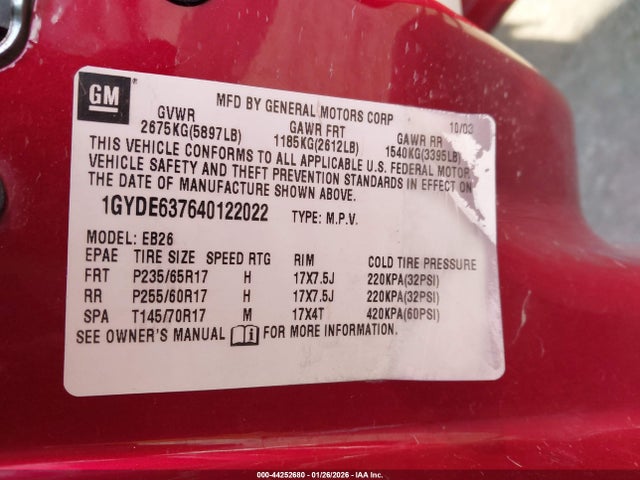 GM
MFD BY GENERAL MOTORS CORP 10/03
GVWR GAWR FRT GAWR RR
2675KG(5897LB) 1185KG(2612LB) 1540KG(3395LB)
THIS VEHICLE CONFORMS TO ALL APPLICABLE U.S. FEDERAL MOTOR
VEHICLE SAFETY AND THEFT PREVENTION STANDARDS IN EFFECT ON
THE DATE OF MANUFACTURE SHOWN ABOVE.
1GYDE637640122022 TYPE: M.P.V.
MODEL: EB26
EPAE TIRE SIZE SPEED RTG RIM COLD TIRE PRESSURE
FRT P235/65R17 H 17X7.5J 220KPA(32PSI)
RR P255/60R17 H 17X7.5J 220KPA(32PSI)
SPA T145/70R17 M 17X4T 420KPA(60PSI)
SEE OWNER'S MANUAL FOR MORE INFORMATION.
000-44252680 | 01/26/2026 | IAA Inc.